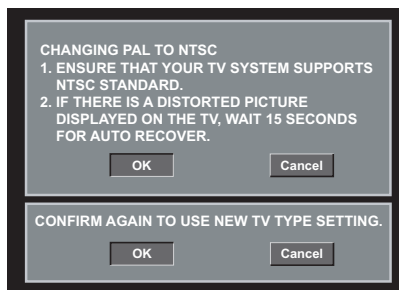 CHANGING PAL TO NTSC
1. ENSURE THAT YOUR TV SYSTEM SUPPORTS
NTSC STANDARD.
2. IF THERE IS A DISTORTED PICTURE
DISPLAYED ON THE TV, WAIT 15 SECONDS
FOR AUTO RECOVER.
OK Cancel
CONFIRM AGAIN TO USE NEW TV TYPE SETTING.
OK Cancel